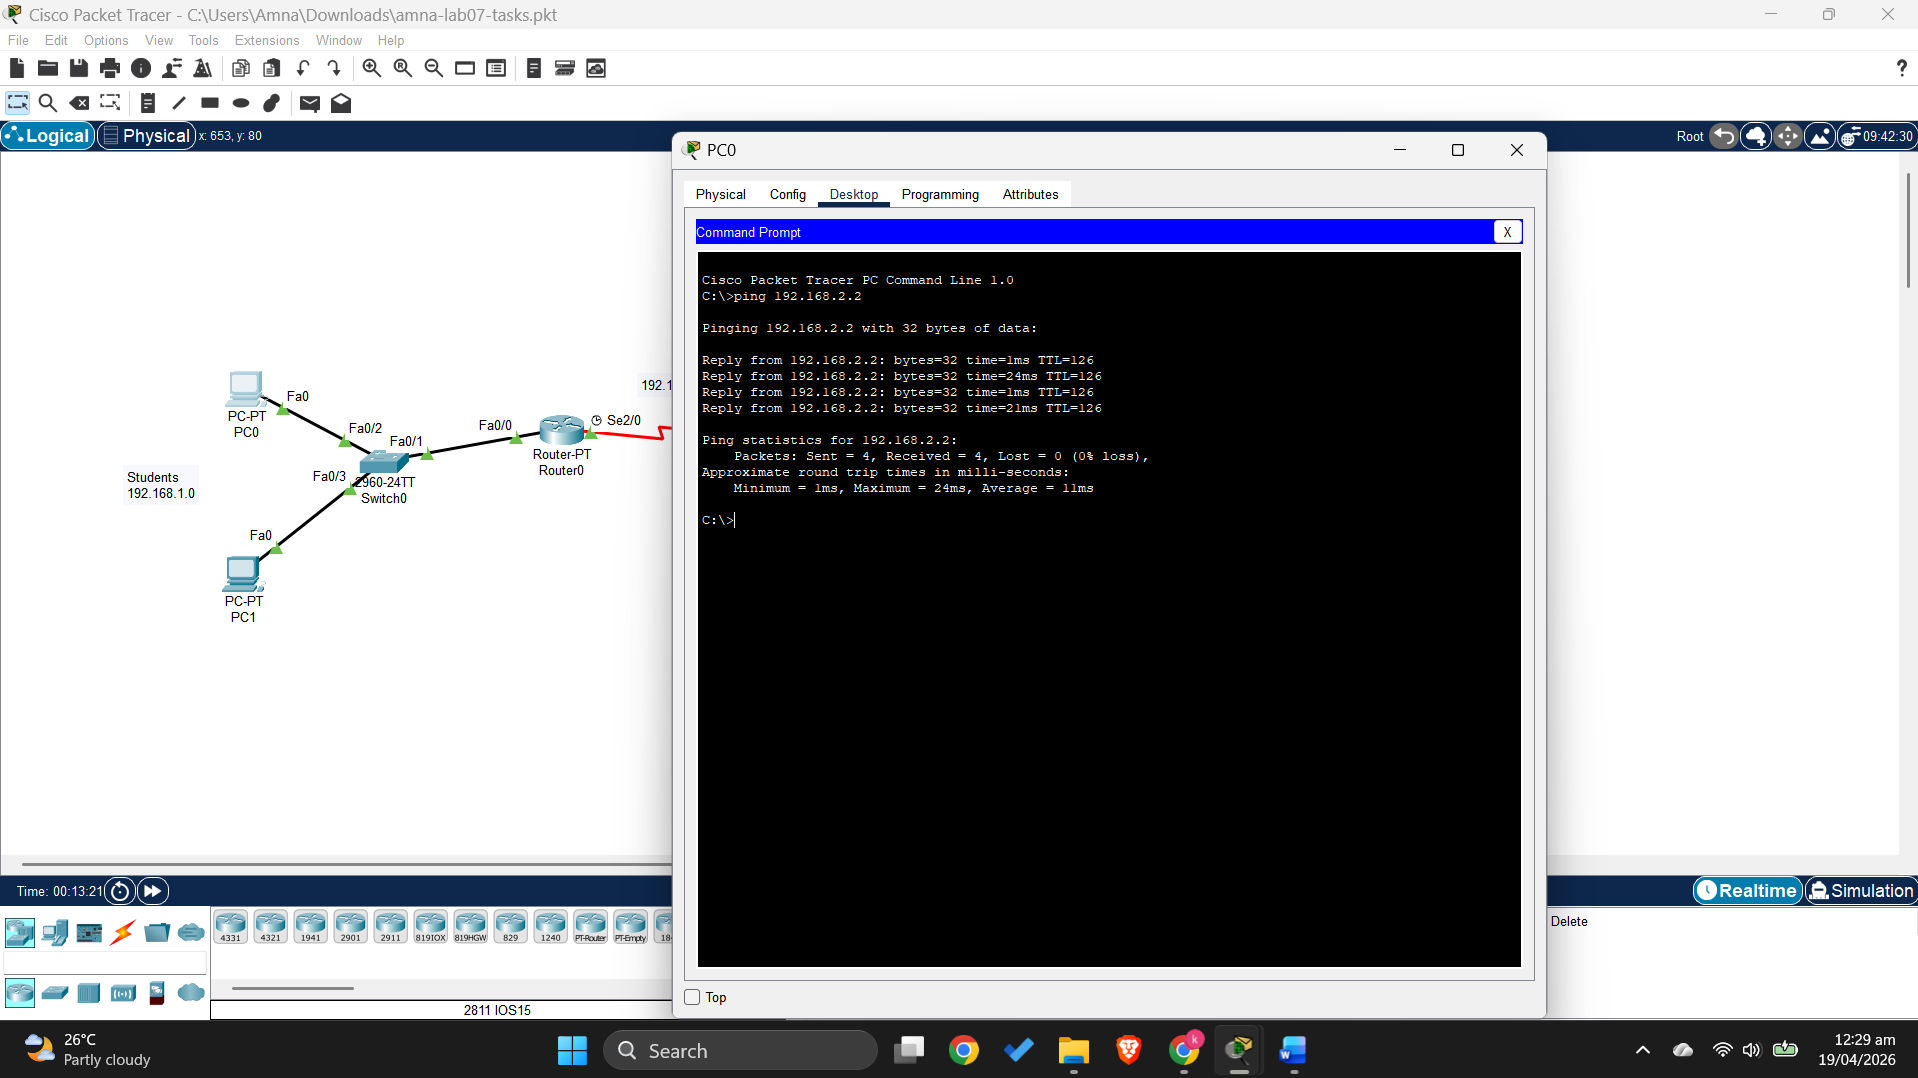 Cisco Packet Tracer - C:\Users\Amna\Downloads\amna-lab07-tasks.pkt
File Edit Options View Tools Extensions Window Help
?
Logical Physical x: 653, y: 80
Root 09:42:30
PC0
Physical Config Desktop Programming Attributes
Command Prompt X
Cisco Packet Tracer PC Command Line 1.0
C:\>ping 192.168.2.2
Pinging 192.168.2.2 with 32 bytes of data:
Reply from 192.168.2.2: bytes=32 time=1ms TTL=126
Reply from 192.168.2.2: bytes=32 time=24ms TTL=126
Reply from 192.168.2.2: bytes=32 time=1ms TTL=126
Reply from 192.168.2.2: bytes=32 time=21ms TTL=126
Ping statistics for 192.168.2.2:
Packets: Sent = 4, Received = 4, Lost = 0 (0% loss),
Approximate round trip times in milli-seconds:
Minimum = 1ms, Maximum = 24ms, Average = 11ms
C:\>
Top
192.1
Fa0
PC-PT
PC0
Fa0/2
Fa0/1
Fa0/0
Se2/0
Router-PT
Router0
Students
192.168.1.0
Fa0/3
2960-24TT
Switch0
Fa0
PC-PT
PC1
Time: 00:13:21
Realtime Simulation
4331 4321 1941 2901 2911 819IOX 819HGW 829 1240 PT-Router PT-Empty 18
Delete
2811 IOS15
26°C
Partly cloudy
Search
k
W
12:29 am
19/04/2026